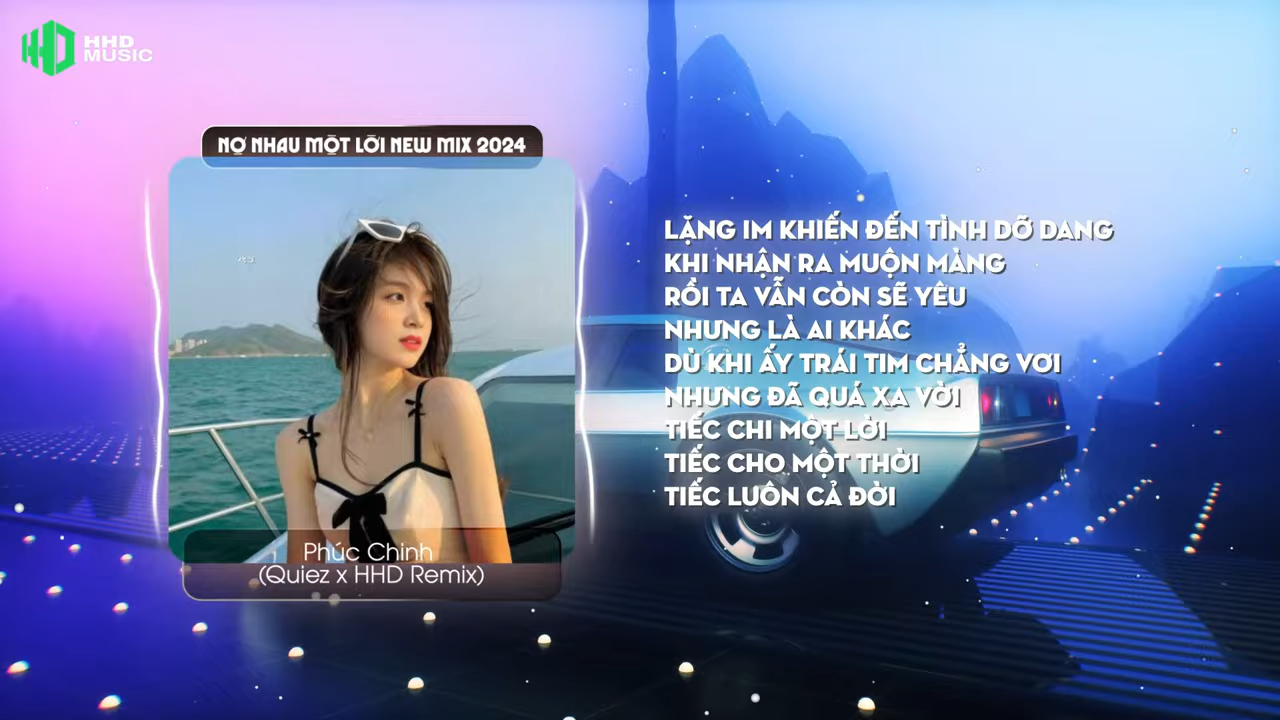 HHD
MUSIC
NỢ NHAU MỘT LỜI NEW MIX 2024
LẶNG IM KHIẾN ĐẾN TÌNH DỠ DANG
KHI NHẬN RA MUỘN MÀNG
RỒI TA VẪN CÒN SẼ YÊU
NHƯNG LÀ AI KHÁC
DÙ KHI ẤY TRÁI TIM CHẲNG VƠI
NHƯNG ĐÃ QUÁ XA VỜI
TIẾC CHI MỘT LỜI
TIẾC CHO MỘT THỜI
TIẾC LUÔN CẢ ĐỜI
Phúc Chinh
(Quiez x HHD Remix)